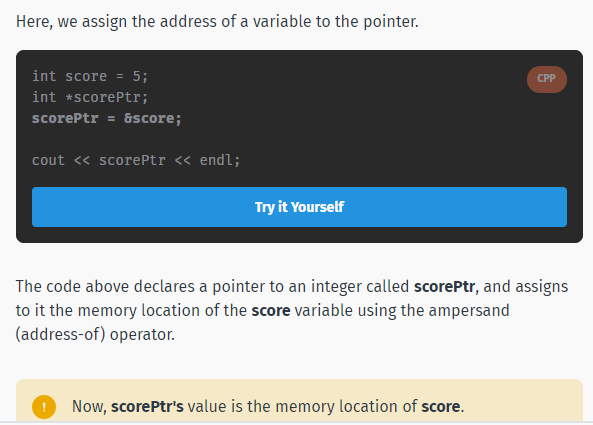 Here, we assign the address of a variable to the pointer.
int score = 5;
CPP
int *scorePtr;
scorePtr = &score;
cout << scorePtr << endl;
Try it Yourself
The code above declares a pointer to an integer called scorePtr, and assigns
to it the memory location of the score variable using the ampersand
(address-of) operator.
! Now, scorePtr's value is the memory location of score.